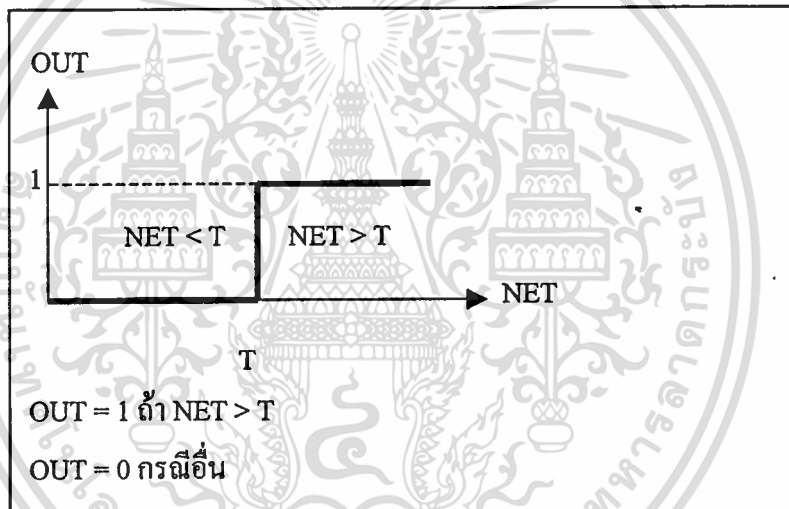 OUT
1
NET < T NET > T
NET
T
OUT = 1 ถ้า NET > T
OUT = 0 กรณีอื่น